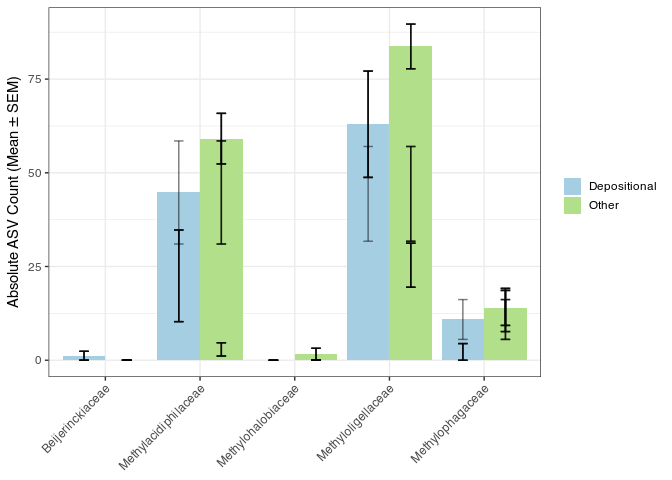 Absolute ASV Count (Mean ± SEM)
75
50
25
0
Beijerinckiaceae
Methylacidiphilaceae
Methylohalobiaceae
Methyloligellaceae
Methylophagaceae
Depositional
Other